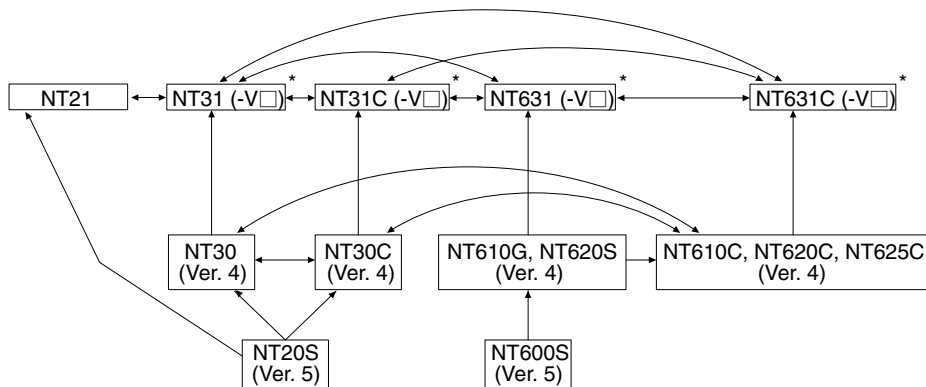 NT21
NT31 (-V□) *
NT31C (-V□) *
NT631 (-V□) *
NT631C (-V□) *
NT30
(Ver. 4)
NT30C
(Ver. 4)
NT610G, NT620S
(Ver. 4)
NT610C, NT620C, NT625C
(Ver. 4)
NT20S
(Ver. 5)
NT600S
(Ver. 5)